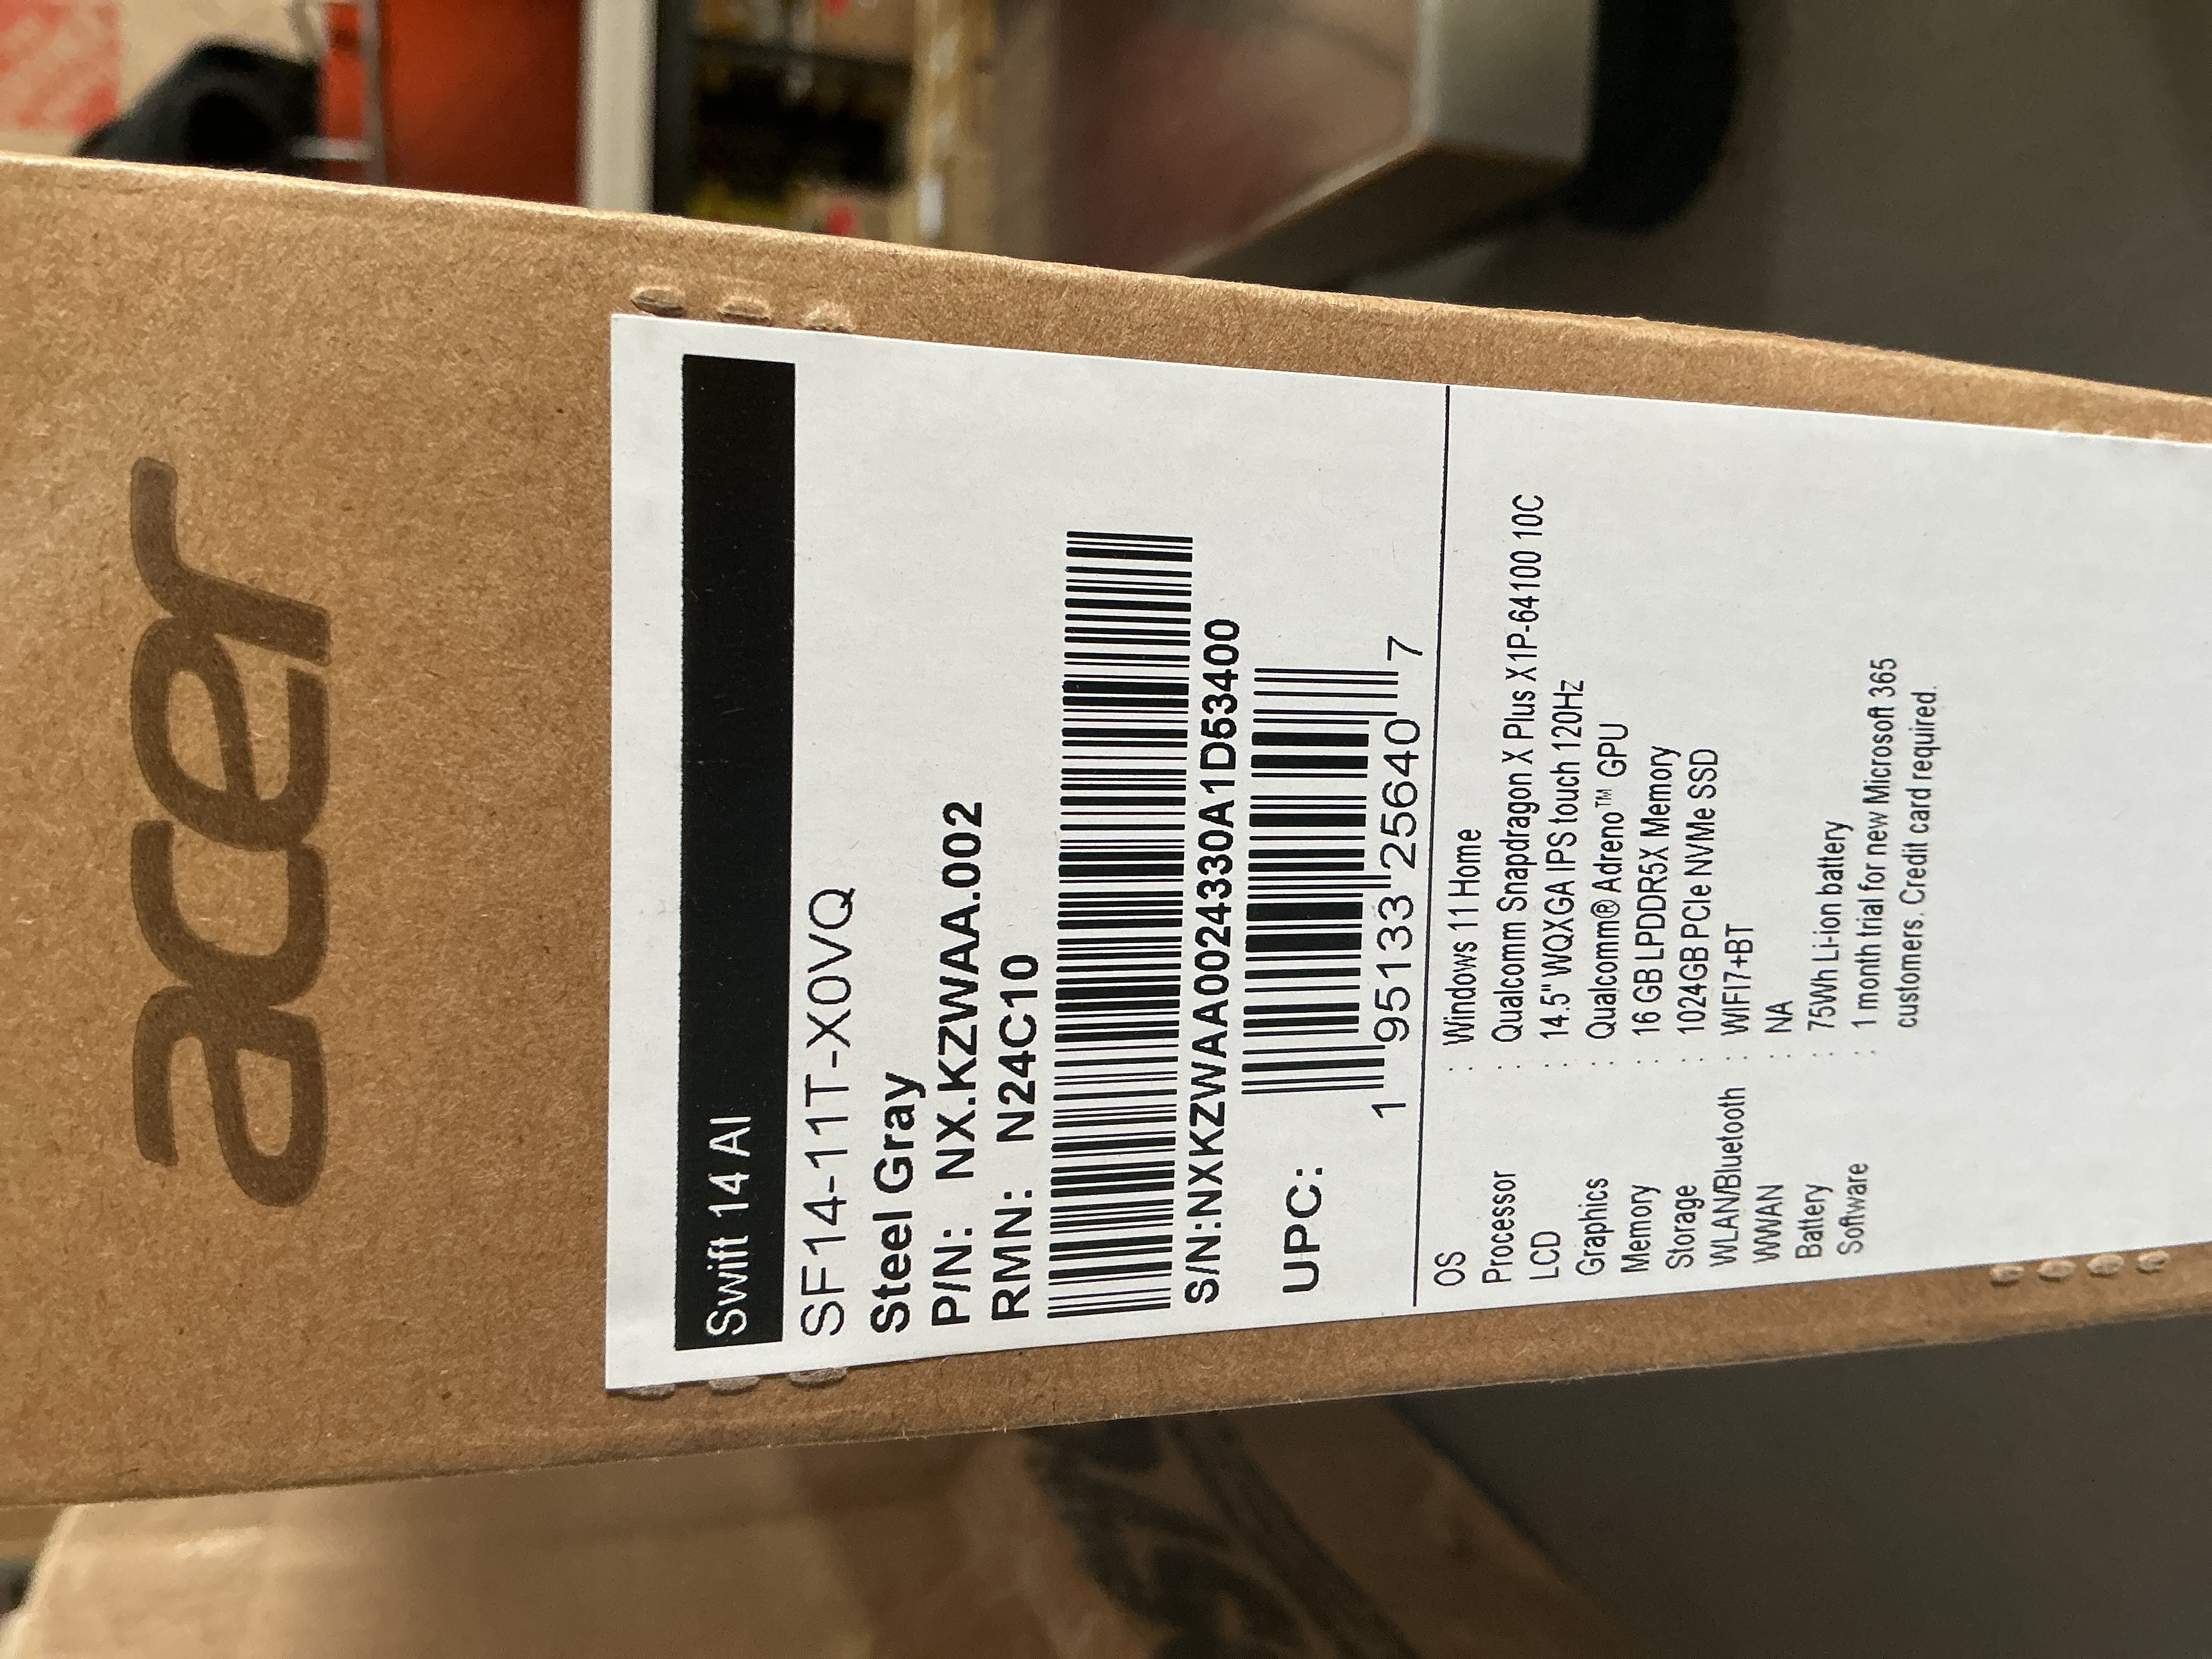 acer
Swift 14 AI
SF14-11T-X0VQ
Steel Gray
P/N: NX.KZWAA.002
RMN: N24C10
S/N:NXKZWAA0024330A1D53400
UPC:
1 95133 25640 7
OS : Windows 11 Home
Processor : Qualcomm Snapdragon X Plus X1P-64100 10C
LCD : 14.5" WQXGA IPS touch 120Hz
Graphics : Qualcomm® Adreno™ GPU
Memory : 16 GB LPDDR5X Memory
Storage : 1024GB PCIe NVMe SSD
WLAN/Bluetooth : WIFI7+BT
WWAN : NA
Battery : 75Wh Li-ion battery
Software : 1 month trial for new Microsoft 365
customers. Credit card required.